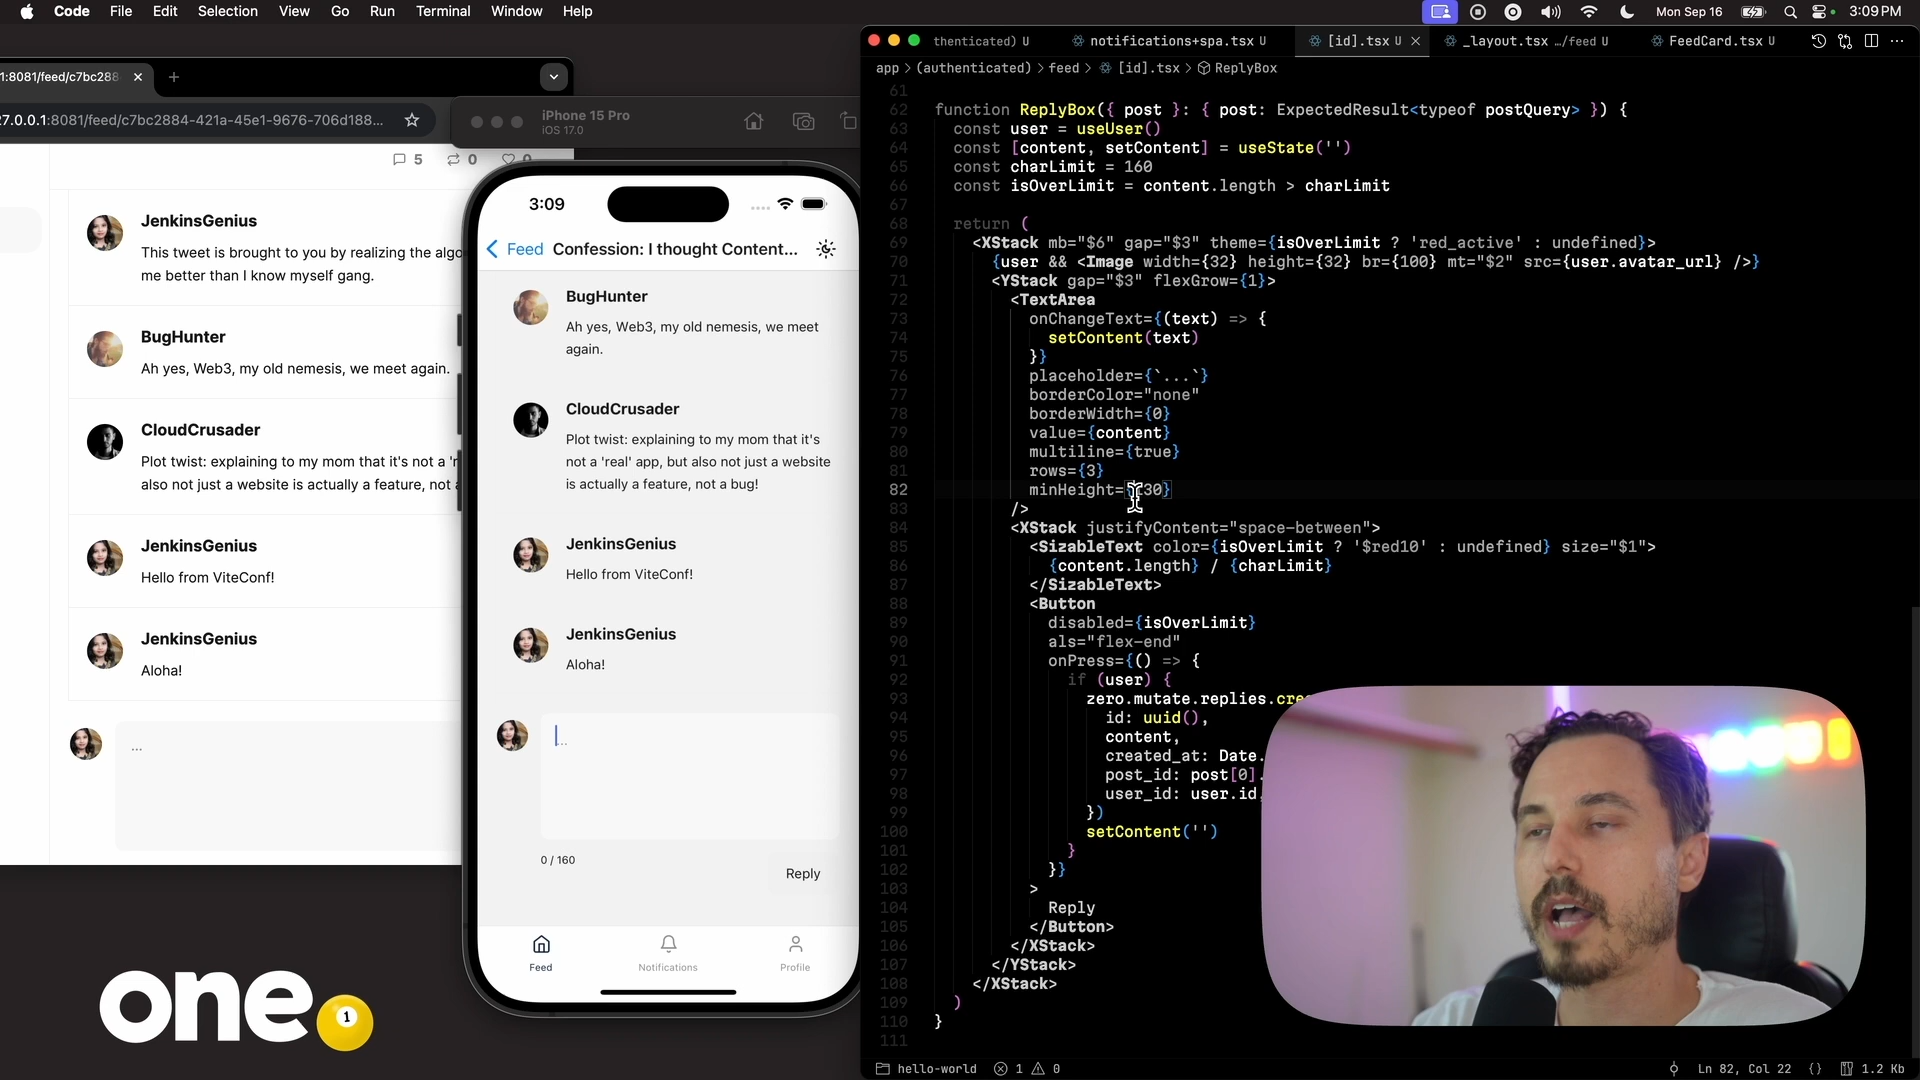 Code File Edit Selection View Go Run Terminal Window Help
Mon Sep 16 3:09 PM
1:8081/feed/c7bc288
27.0.0.1:8081/feed/c7bc2884-421a-45e1-9676-706d188...
5 0 0
JenkinsGenius
This tweet is brought to you by realizing the algo
me better than I know myself gang.
BugHunter
Ah yes, Web3, my old nemesis, we meet again.
CloudCrusader
Plot twist: explaining to my mom that it's not a 'r
also not just a website is actually a feature, not a
JenkinsGenius
Hello from ViteConf!
JenkinsGenius
Aloha!
...
one
1
iPhone 15 Pro
iOS 17.0
3:09
Feed Confession: I thought Content...
BugHunter
Ah yes, Web3, my old nemesis, we meet
again.
CloudCrusader
Plot twist: explaining to my mom that it's
not a 'real' app, but also not just a website
is actually a feature, not a bug!
JenkinsGenius
Hello from ViteConf!
JenkinsGenius
Aloha!
...
0 / 160
Reply
Feed Notifications Profile
thenticated) U notifications+spa.tsx U [id].tsx U _layout.tsx .../feed U FeedCard.tsx U
app > (authenticated) > feed > [id].tsx > ReplyBox
61
62 function ReplyBox({ post }: { post: ExpectedResult<typeof postQuery> }) {
63 const user = useUser()
64 const [content, setContent] = useState('')
65 const charLimit = 160
66 const isOverLimit = content.length > charLimit
67
68 return (
69 <XStack mb="$6" gap="$3" theme={isOverLimit ? 'red_active' : undefined}>
70 {user && <Image width={32} height={32} br={100} mt="$2" src={user.avatar_url} />}
71 <YStack gap="$3" flexGrow={1}>
72 <TextArea
73 onChangeText={(text) => {
74 setContent(text)
75 }}
76 placeholder={`...`}
77 borderColor="none"
78 borderWidth={0}
79 value={content}
80 multiline={true}
81 rows={3}
82 minHeight={30}
83 />
84 <XStack justifyContent="space-between">
85 <SizableText color={isOverLimit ? '$red10' : undefined} size="$1">
86 {content.length} / {charLimit}
87 </SizableText>
88 <Button
89 disabled={isOverLimit}
90 als="flex-end"
91 onPress={() => {
92 if (user) {
93 zero.mutate.replies.cre
94 id: uuid(),
95 content,
96 created_at: Date.
97 post_id: post[0].
98 user_id: user.id,
99 })
100 setContent('')
101 }
102 }}
103 >
104 Reply
105 </Button>
106 </XStack>
107 </YStack>
108 </XStack>
109 )
110 }
111
hello-world 1 0 Ln 82, Col 22 {} 1.2 Kb